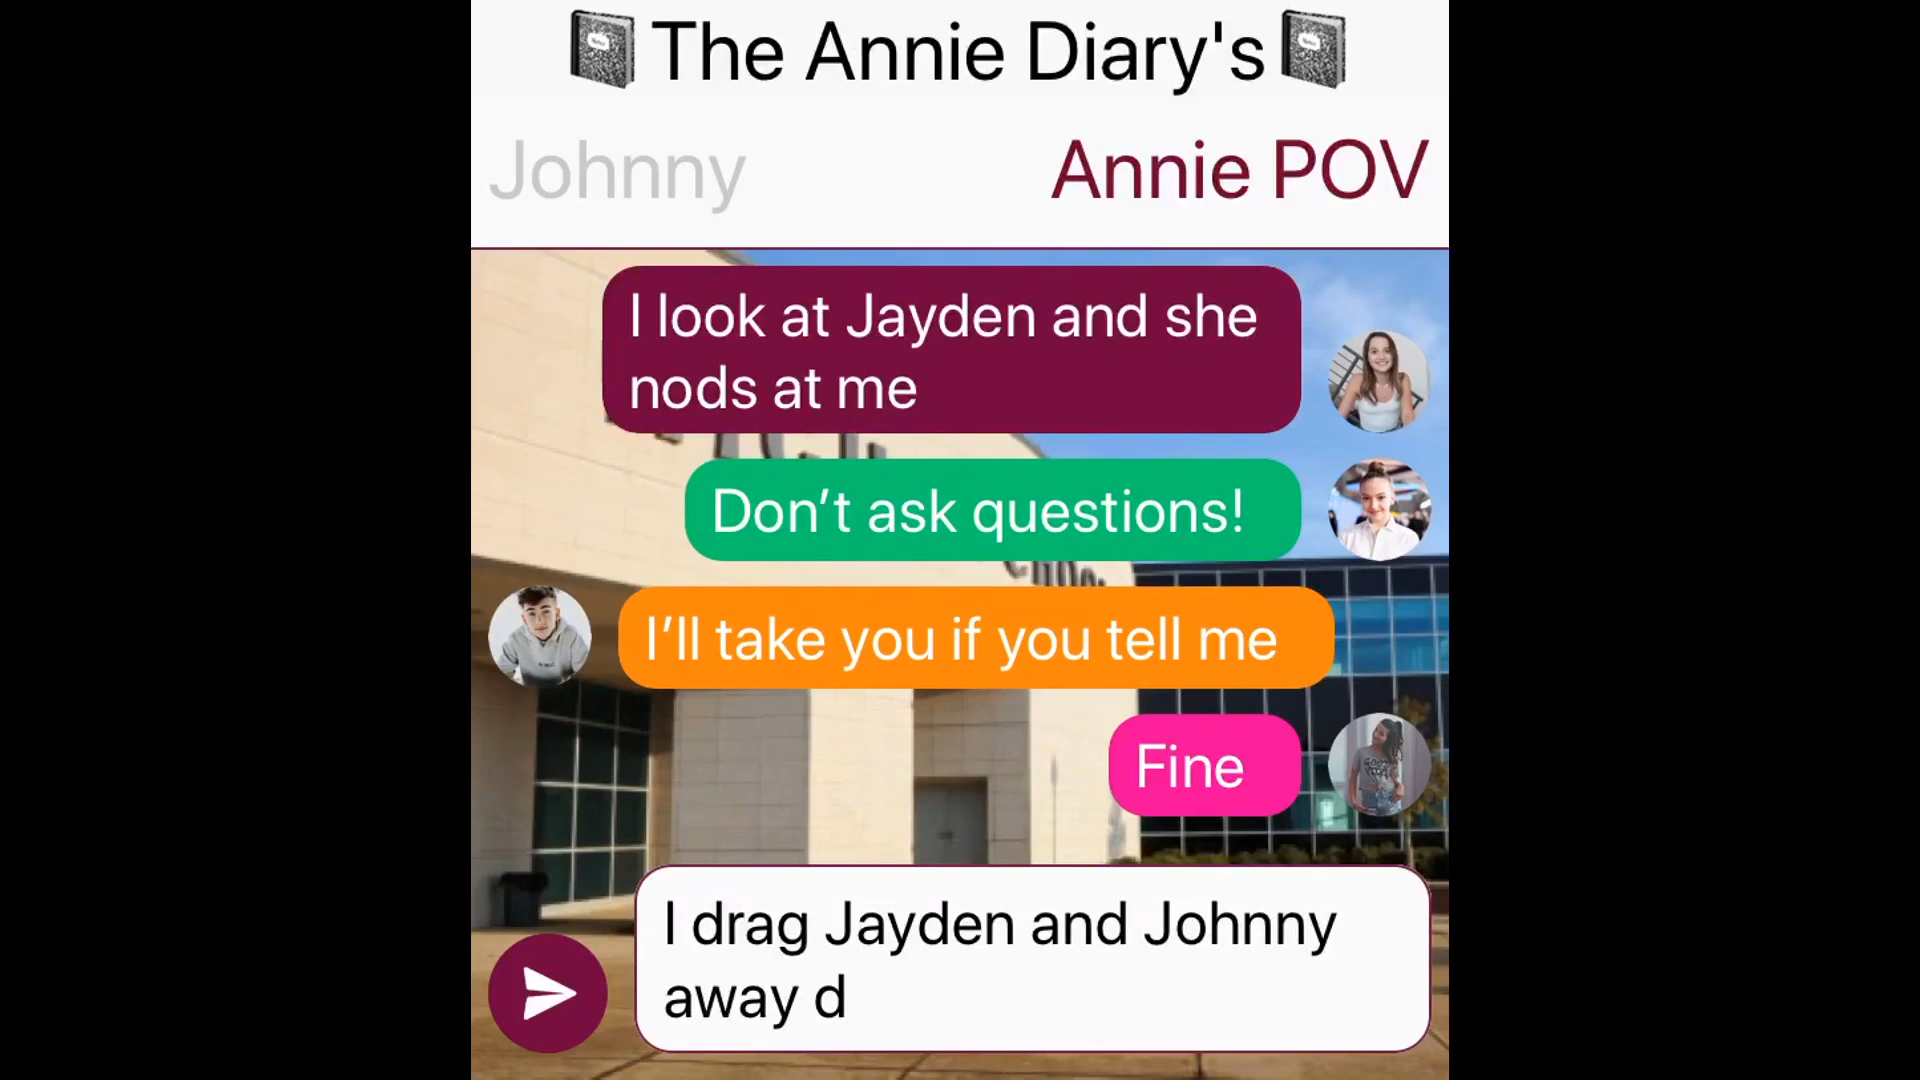 The Annie Diary's
Johnny
Annie POV
I look at Jayden and she
nods at me
Don’t ask questions!
I’ll take you if you tell me
Fine
I drag Jayden and Johnny
away d